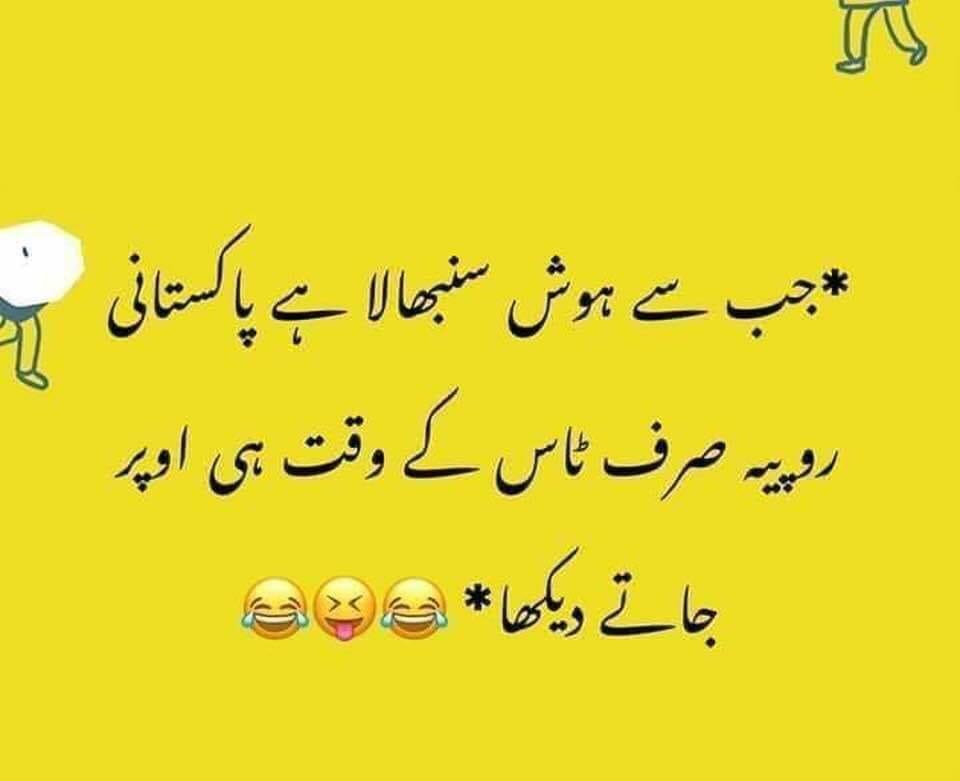 *جب سے ہوش سنبھالا ہے پاکستانی
روپیہ صرف ٹاس کے وقت ہی اوپر
جاتے دیکھا* 😂😝😂